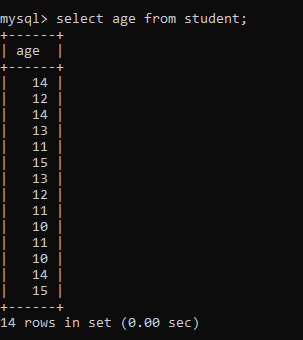 mysql> select age from student;
+------+
| age  |
+------+
|   14 |
|   12 |
|   14 |
|   13 |
|   11 |
|   15 |
|   13 |
|   12 |
|   11 |
|   10 |
|   11 |
|   10 |
|   14 |
|   15 |
+------+
14 rows in set (0.00 sec)